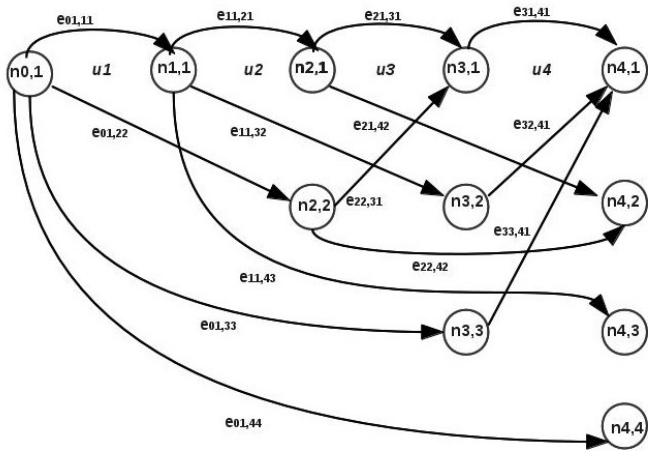 e01,11
e11,21
e21,31
e31,41
n0,1
u1
n1,1
u2
n2,1
u3
n3,1
u4
n4,1
e01,22
e11,32
e21,42
e32,41
n2,2
e22,31
n3,2
n4,2
e33,41
e22,42
e11,43
e01,33
n3,3
n4,3
e01,44
n4,4